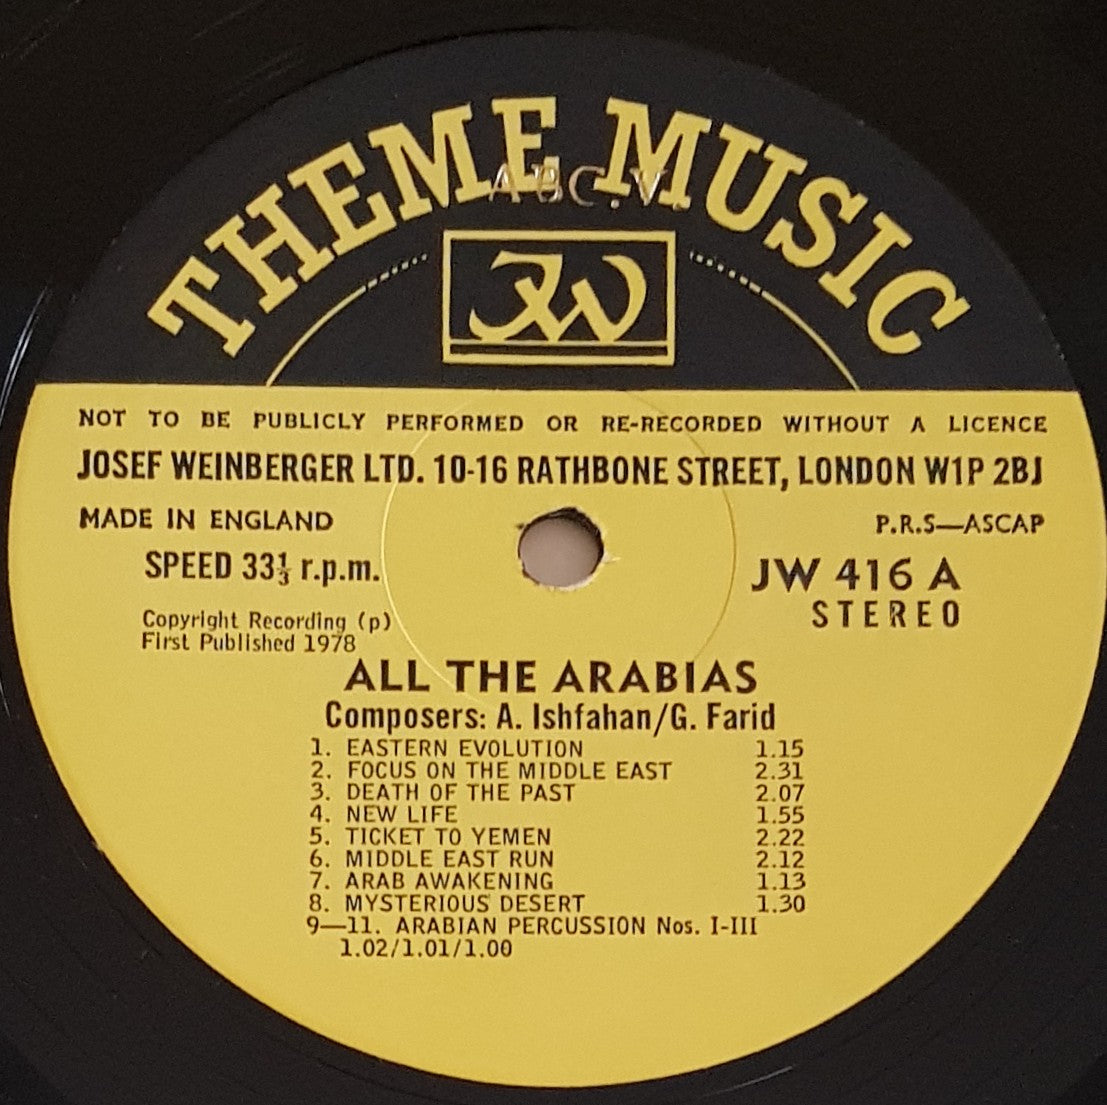 THEME MUSIC
ABC.V.
JW
NOT TO BE PUBLICLY PERFORMED OR RE-RECORDED WITHOUT A LICENCE
JOSEF WEINBERGER LTD. 10-16 RATHBONE STREET, LONDON W1P 2BJ
MADE IN ENGLAND P.R.S—ASCAP
SPEED 33⅓ r.p.m. JW 416 A
STEREO
Copyright Recording (p)
First Published 1978
ALL THE ARABIAS
Composers: A. Ishfahan/G. Farid
1. EASTERN EVOLUTION 1.15
2. FOCUS ON THE MIDDLE EAST 2.31
3. DEATH OF THE PAST 2.07
4. NEW LIFE 1.55
5. TICKET TO YEMEN 2.22
6. MIDDLE EAST RUN 2.12
7. ARAB AWAKENING 1.13
8. MYSTERIOUS DESERT 1.30
9—11. ARABIAN PERCUSSION Nos. I-III
1.02/1.01/1.00